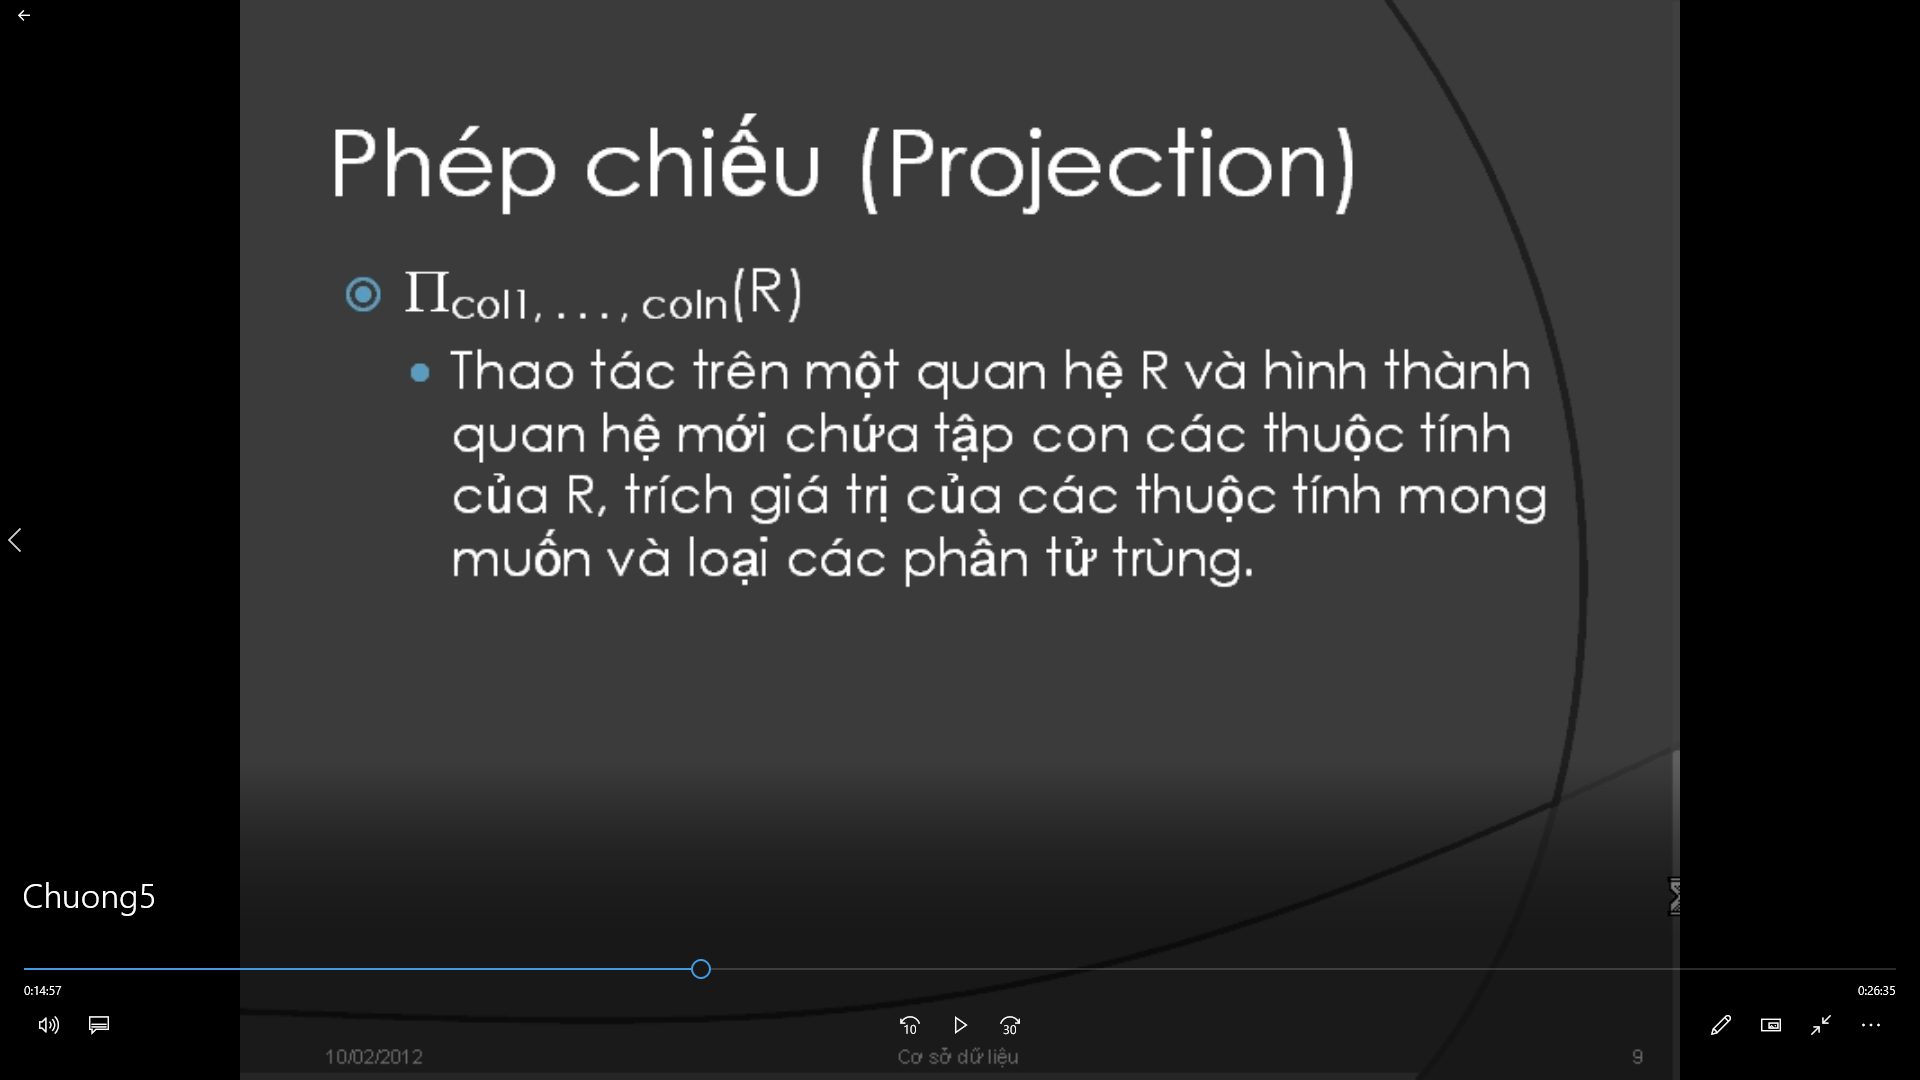 Phép chiếu (Projection)
Πcol1, . . . , coln(R)
Thao tác trên một quan hệ R và hình thành
quan hệ mới chứa tập con các thuộc tính
của R, trích giá trị của các thuộc tính mong
muốn và loại các phần tử trùng.
Chuong5
0:14:57
0:26:35
10
30
10/02/2012
Cơ sở dữ liệu
9